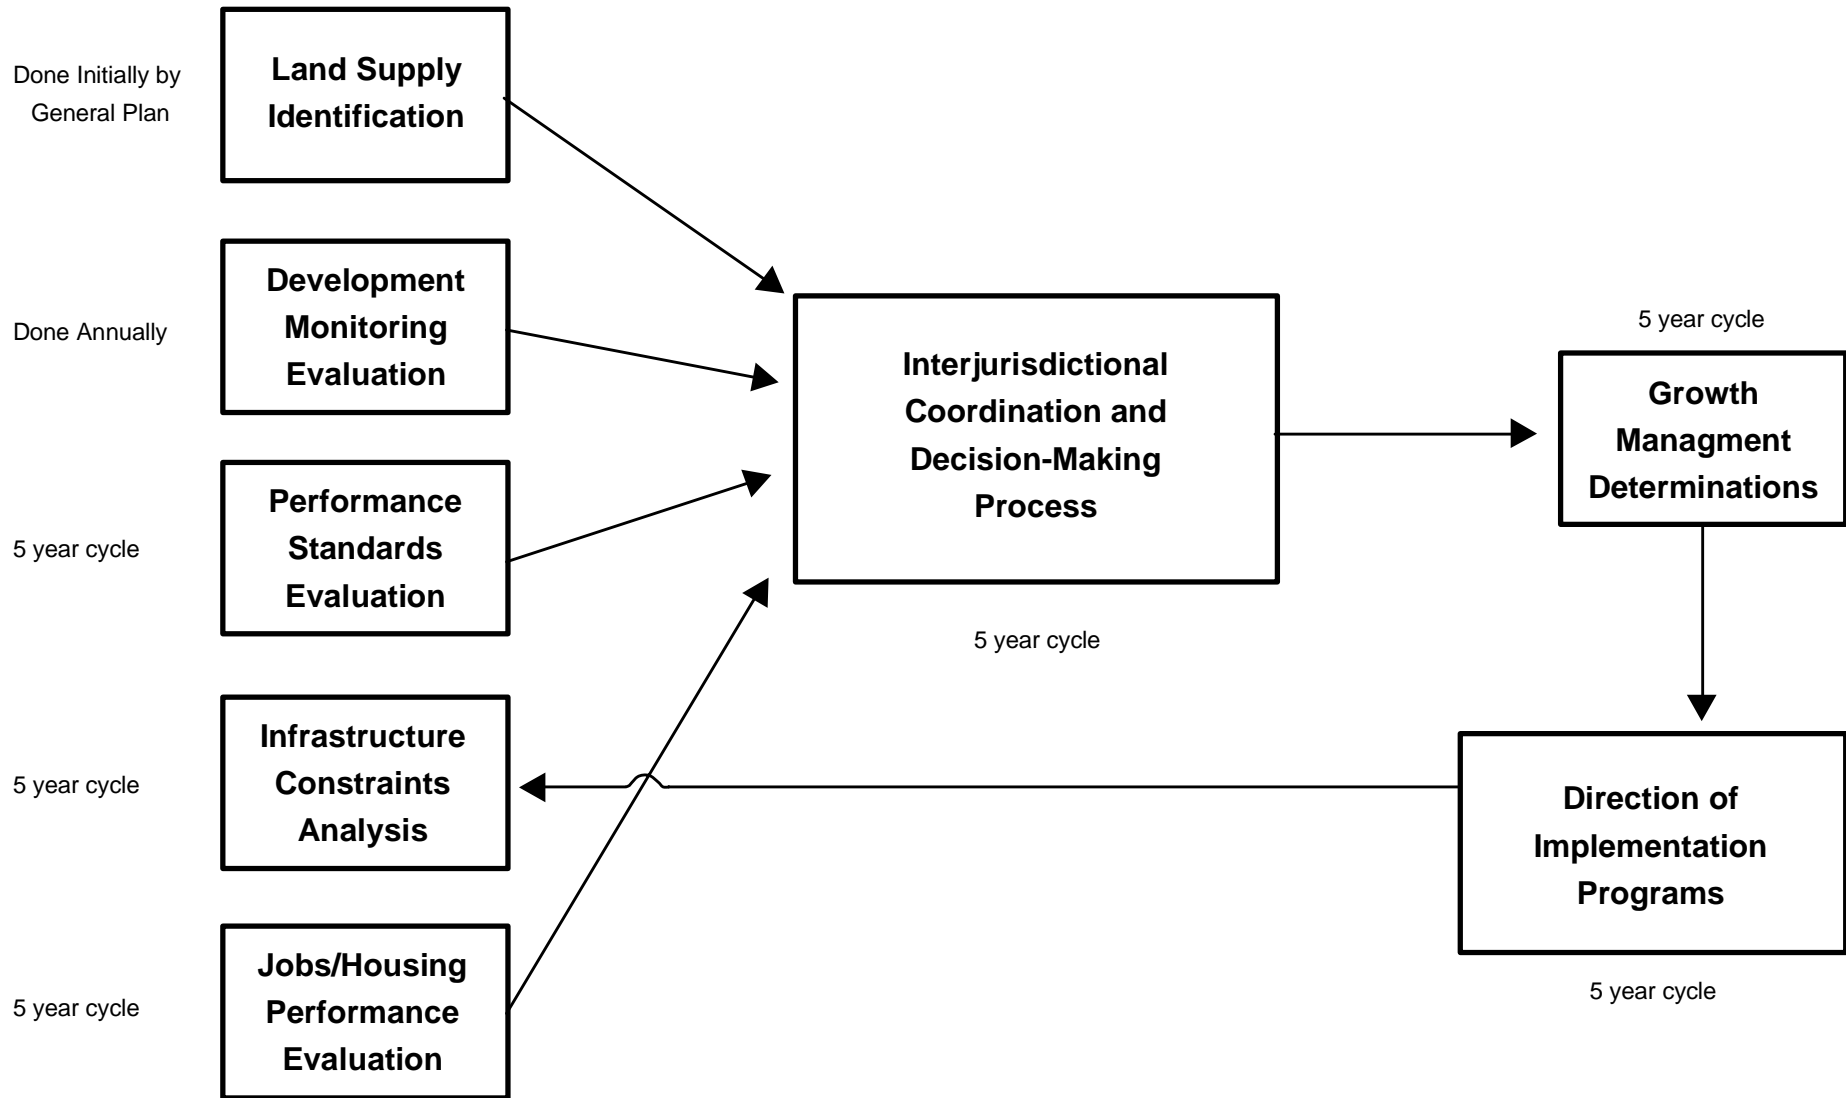 Done Initially by
General Plan
Land Supply
Identification
Done Annually
Development
Monitoring
Evaluation
5 year cycle
Performance
Standards
Evaluation
5 year cycle
Infrastructure
Constraints
Analysis
5 year cycle
Jobs/Housing
Performance
Evaluation
Interjurisdictional
Coordination and
Decision-Making
Process
5 year cycle
5 year cycle
Growth
Managment
Determinations
Direction of
Implementation
Programs
5 year cycle